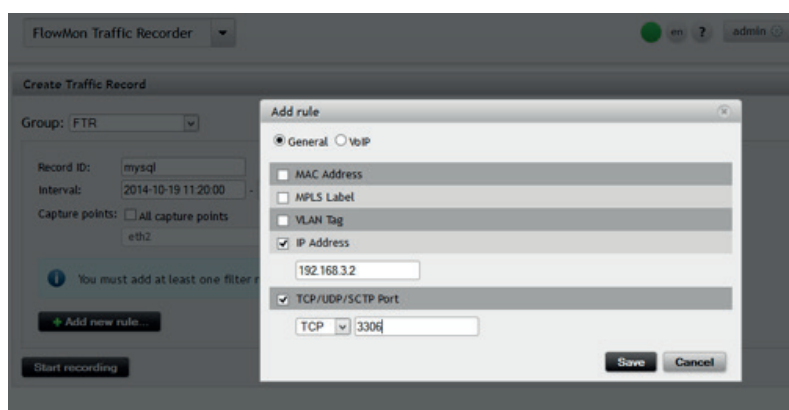 FlowMon Traffic Recorder
en ? admin
Create Traffic Record
Group: FTR
Record ID: mysql
Interval: 2014-10-19 11:20:00 -
Capture points: All capture points
eth2
You must add at least one filter r
+ Add new rule...
Start recording
Add rule
General VoIP
MAC Address
MPLS Label
VLAN Tag
IP Address
192.168.3.2
TCP/UDP/SCTP Port
TCP 3306
Save Cancel